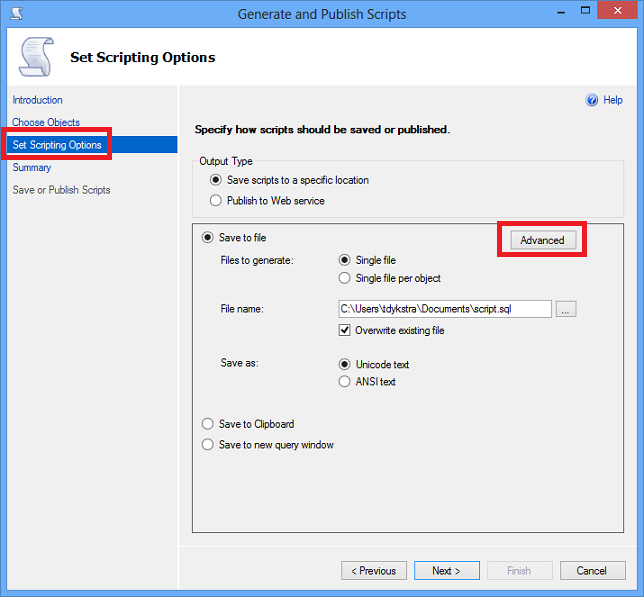 Generate and Publish Scripts
Set Scripting Options
Introduction
Choose Objects
Set Scripting Options
Summary
Save or Publish Scripts
Help
Specify how scripts should be saved or published.
Output Type
Save scripts to a specific location
Publish to Web service
Save to file
Advanced
Files to generate:
Single file
Single file per object
File name:
C:\Users\tdykstra\Documents\script.sql
...
Overwrite existing file
Save as:
Unicode text
ANSI text
Save to Clipboard
Save to new query window
< Previous
Next >
Finish
Cancel